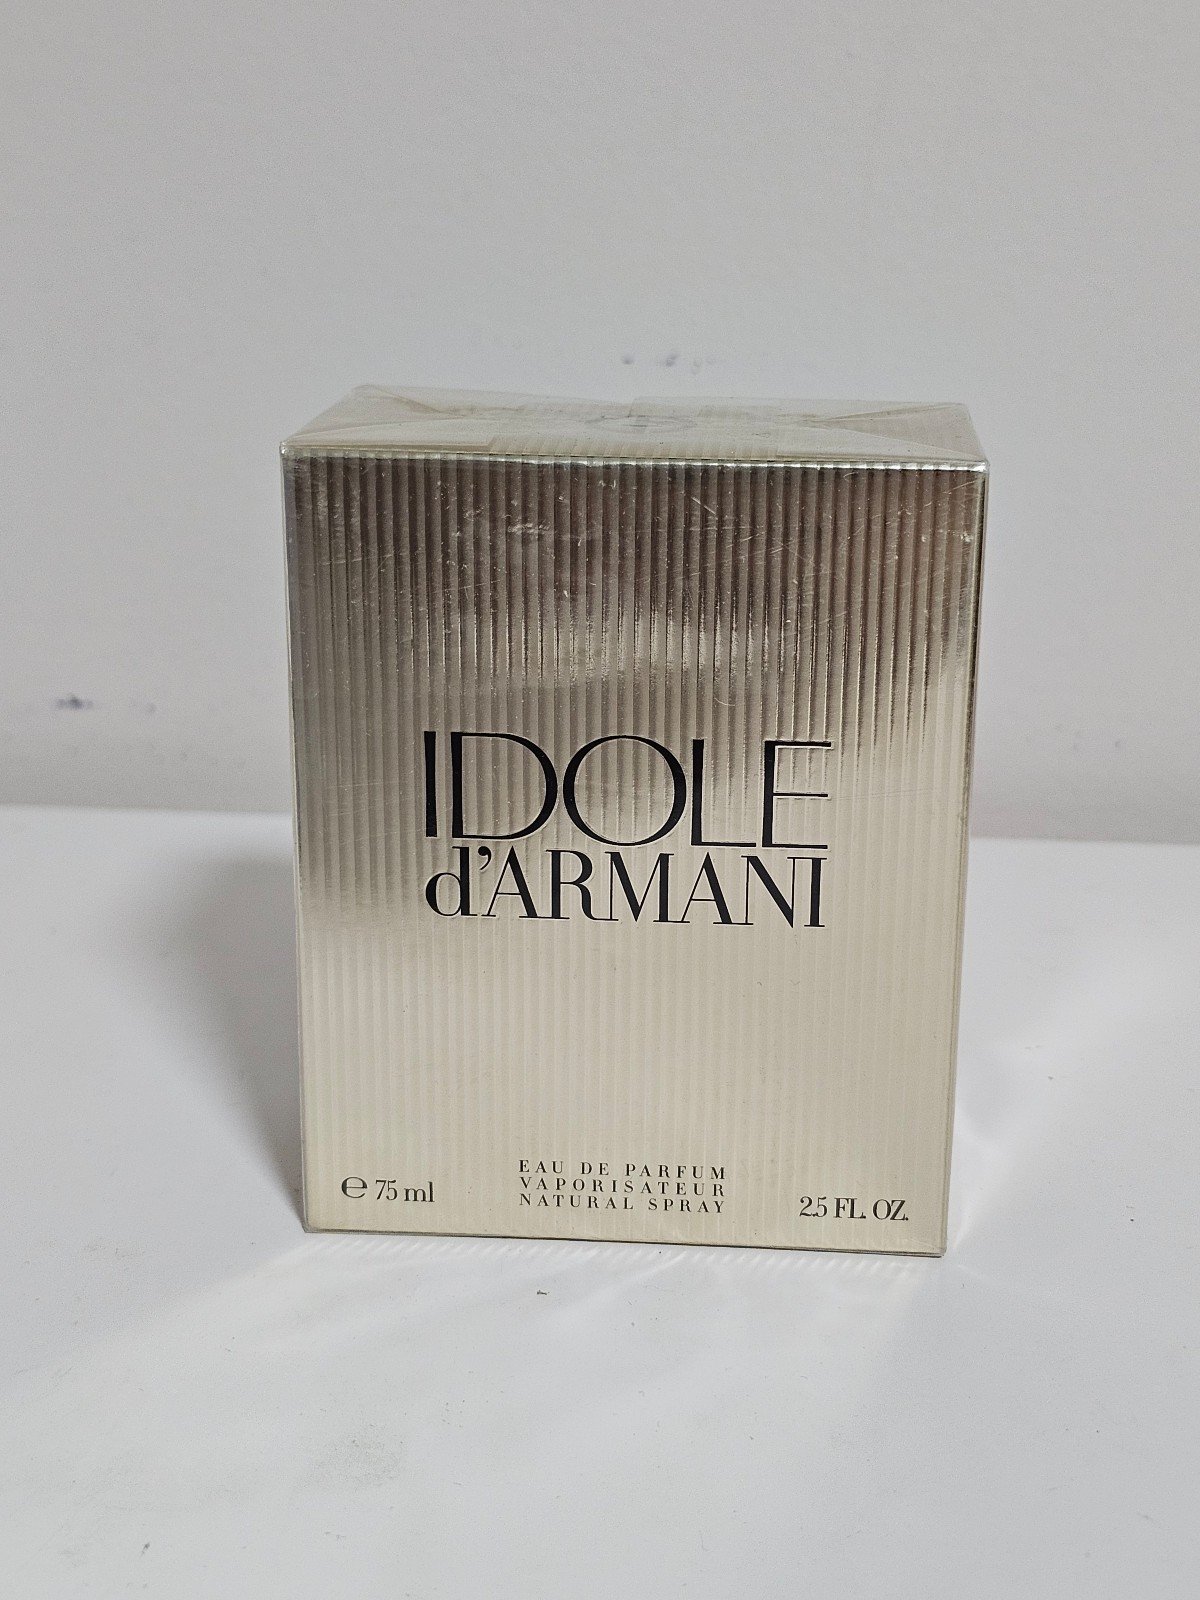 IDOLE
d'ARMANI
EAU DE PARFUM
VAPORISATEUR
NATURAL SPRAY
℮ 75 ml
2.5 FL. OZ.